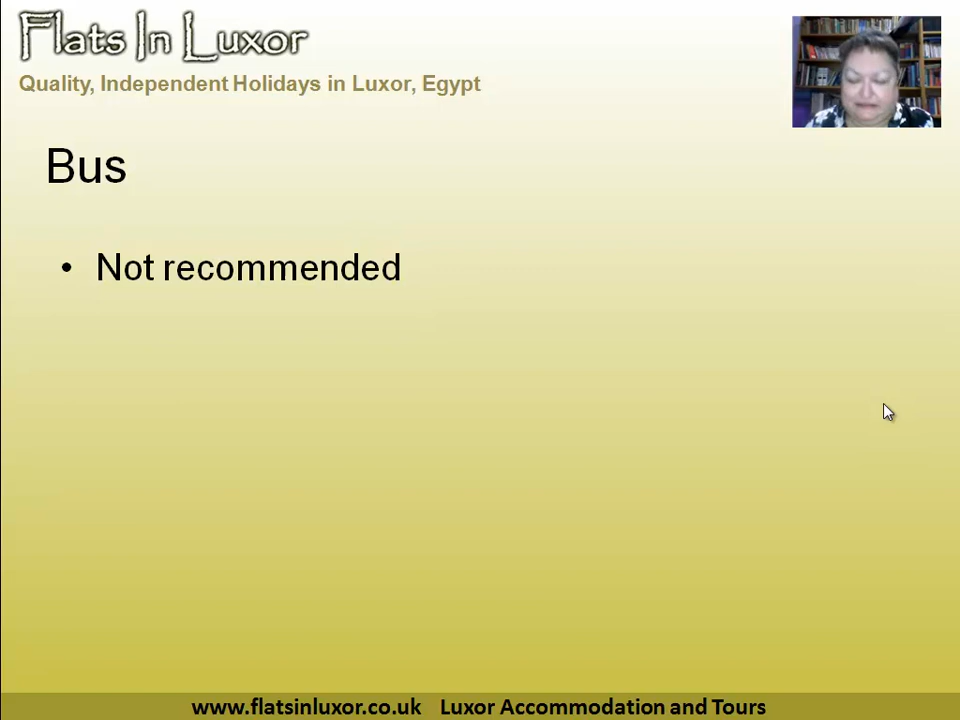 Flats In Luxor
Quality, Independent Holidays in Luxor, Egypt
Bus
• Not recommended
www.flatsinluxor.co.uk Luxor Accommodation and Tours